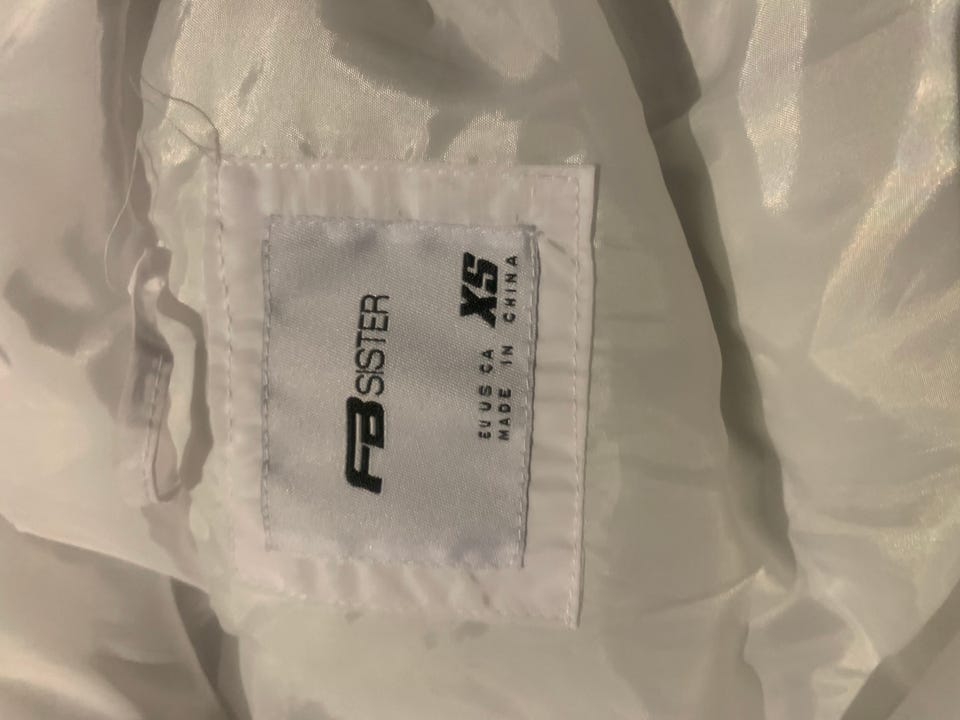 FB SISTER
EU US CA XS
MADE IN CHINA